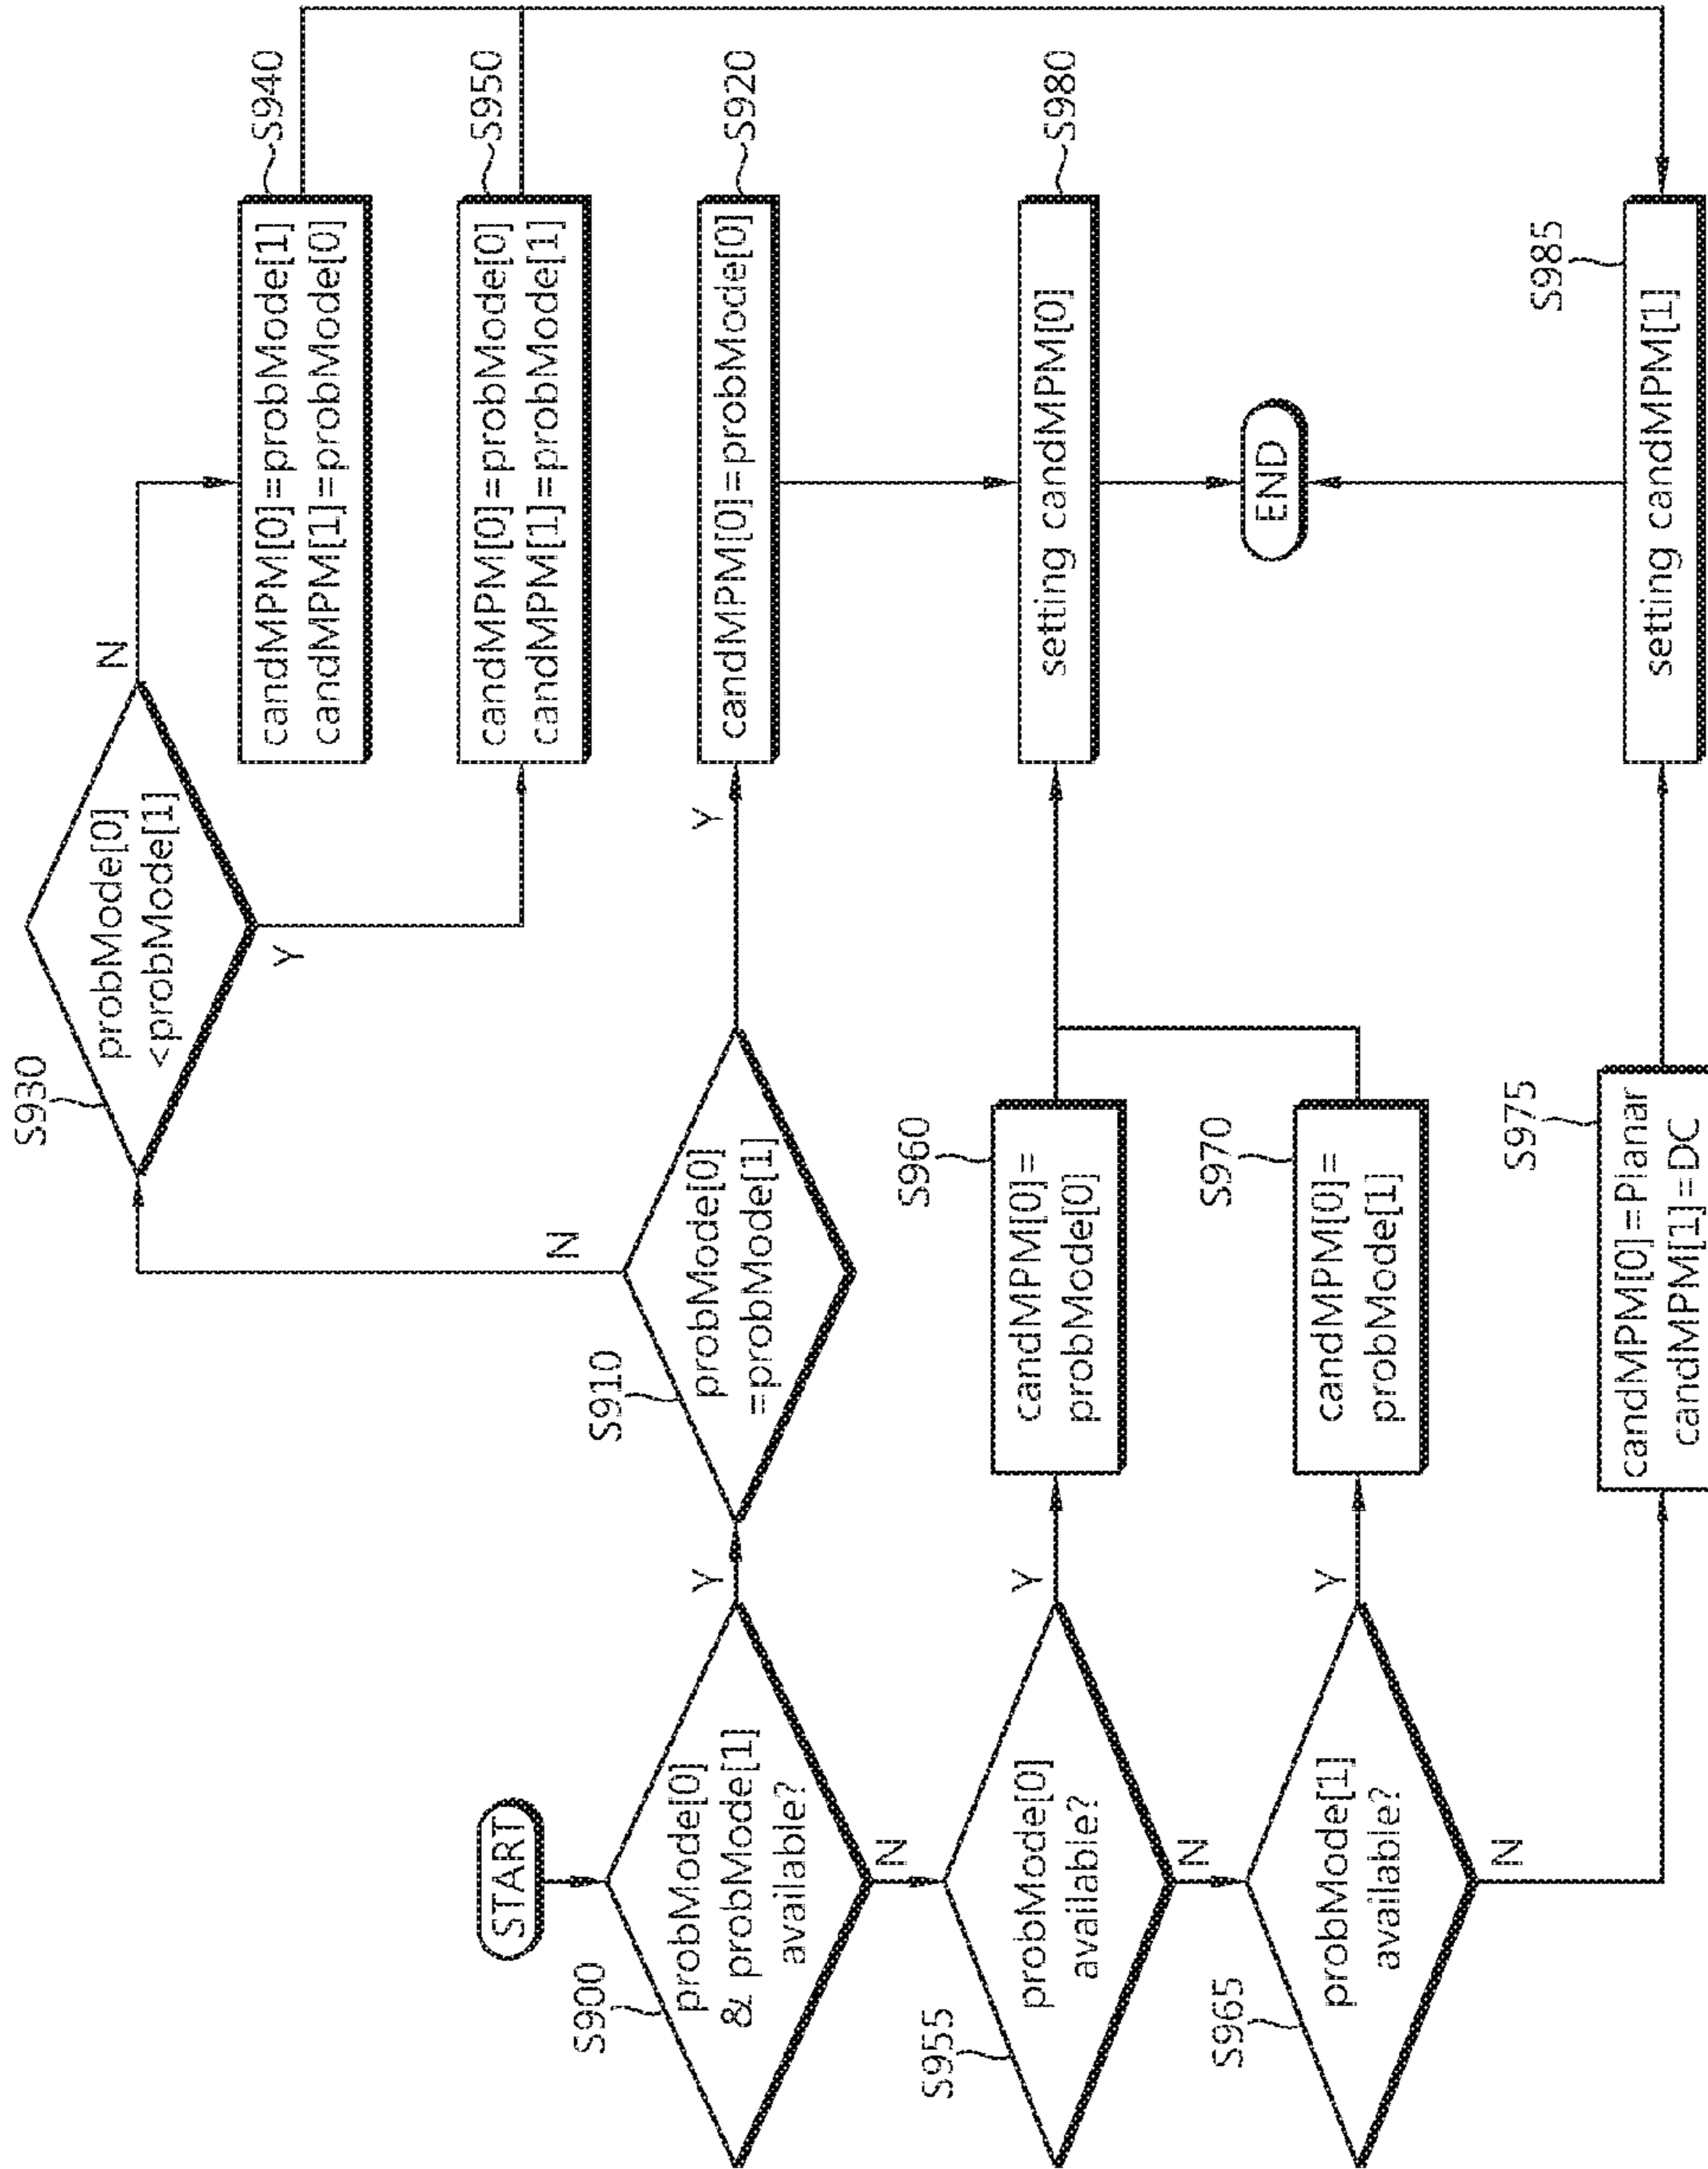 START
S900
probMode[0]
& probMode[1]
available?
Y
N
S910
probMode[0]
=probMode[1]
N
Y
S930
probMode[0]
<probMode[1]
N
Y
candMPM[0]=probMode[1]
candMPM[1]=probMode[0]
S940
candMPM[0]=probMode[0]
candMPM[1]=probMode[1]
S950
candMPM[0]=probMode[0]
S920
S955
probMode[0]
available?
Y
N
S960
candMPM[0]=
probMode[0]
setting candMPM[0]
S980
END
S965
probMode[1]
available?
Y
N
S970
candMPM[0]=
probMode[1]
S975
candMPM[0]=Planar
candMPM[1]=DC
S985
setting candMPM[1]